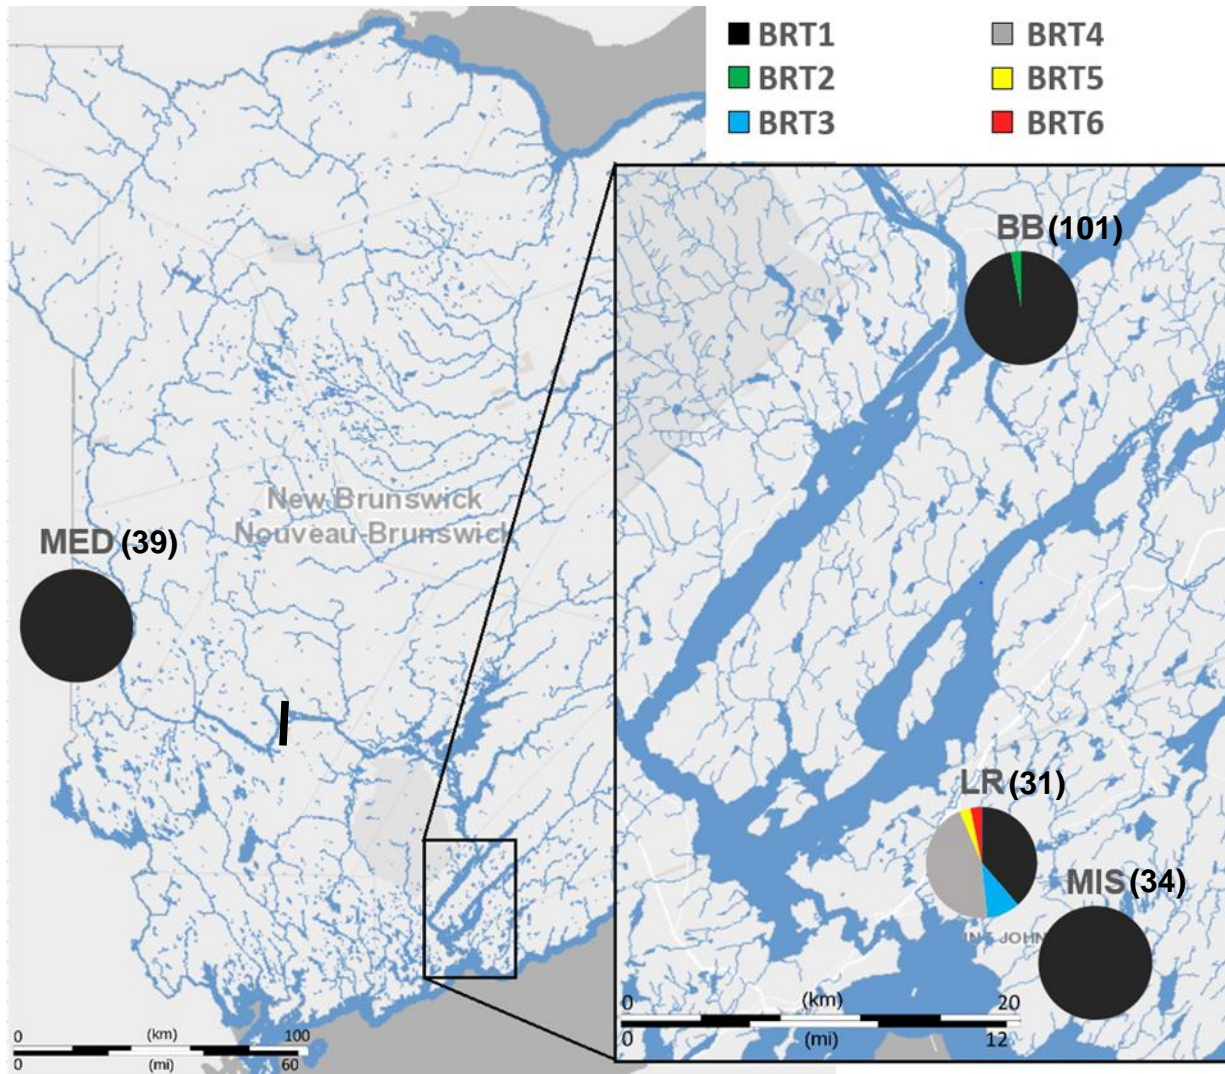 BRT1
BRT4
BRT2
BRT5
BRT3
BRT6
BB (101)
New Brunswick
Nouveau-Brunswick
MED (39)
LR (31)
MIS (34)
JOHN
0 (km) 20
0 (mi) 12
0 (km) 100
0 (mi) 60